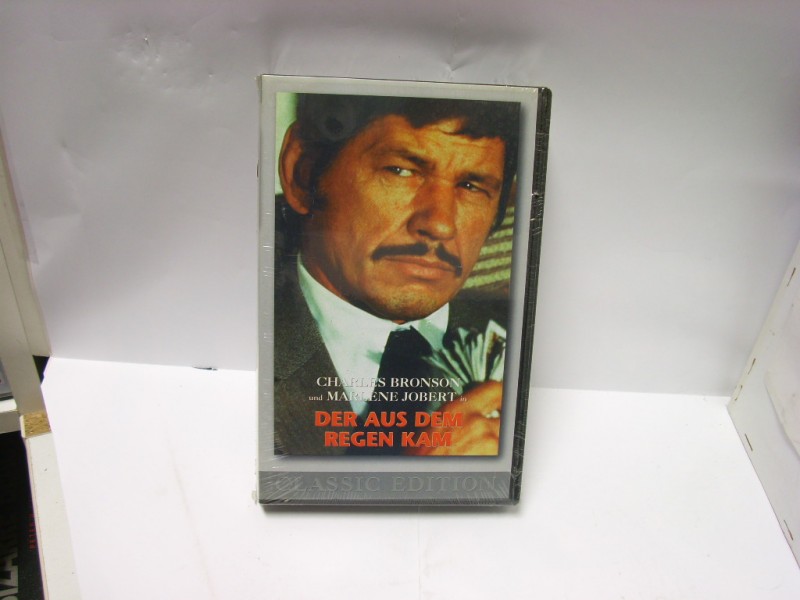 CHARLES BRONSON
und MARLENE JOBERT in
DER AUS DEM
REGEN KAM
CLASSIC EDITION